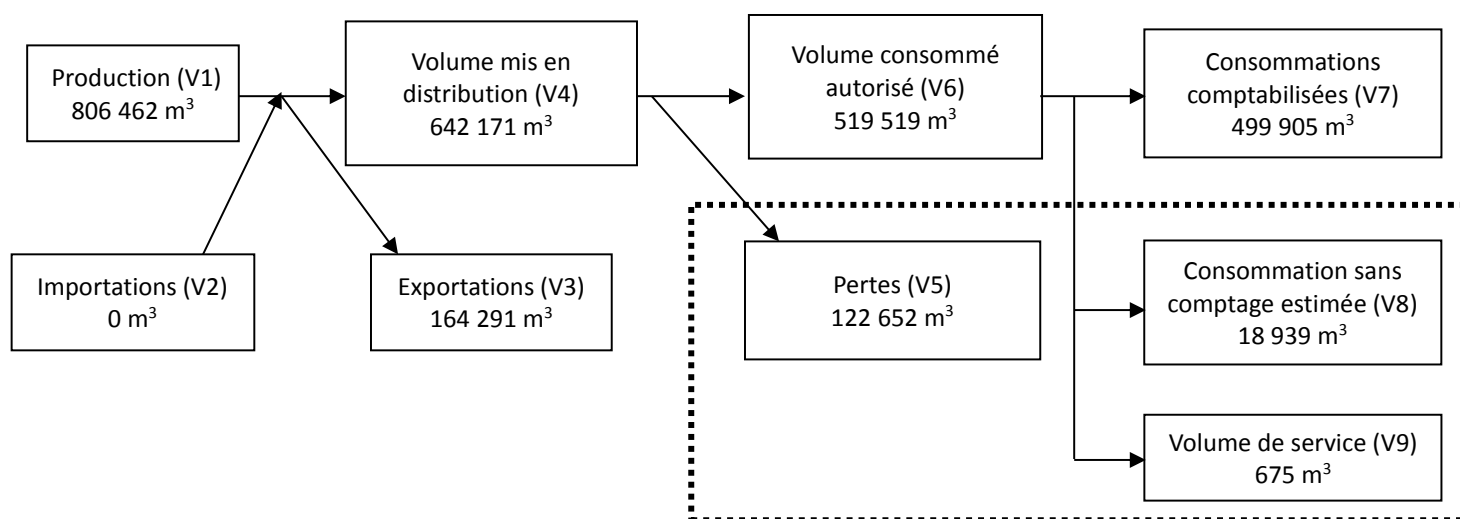 Production (V1)
806 462 m³
Volume mis en
distribution (V4)
642 171 m³
Volume consommé
autorisé (V6)
519 519 m³
Consommations
comptabilisées (V7)
499 905 m³
Importations (V2)
0 m³
Exportations (V3)
164 291 m³
Pertes (V5)
122 652 m³
Consommation sans
comptage estimée (V8)
18 939 m³
Volume de service (V9)
675 m³